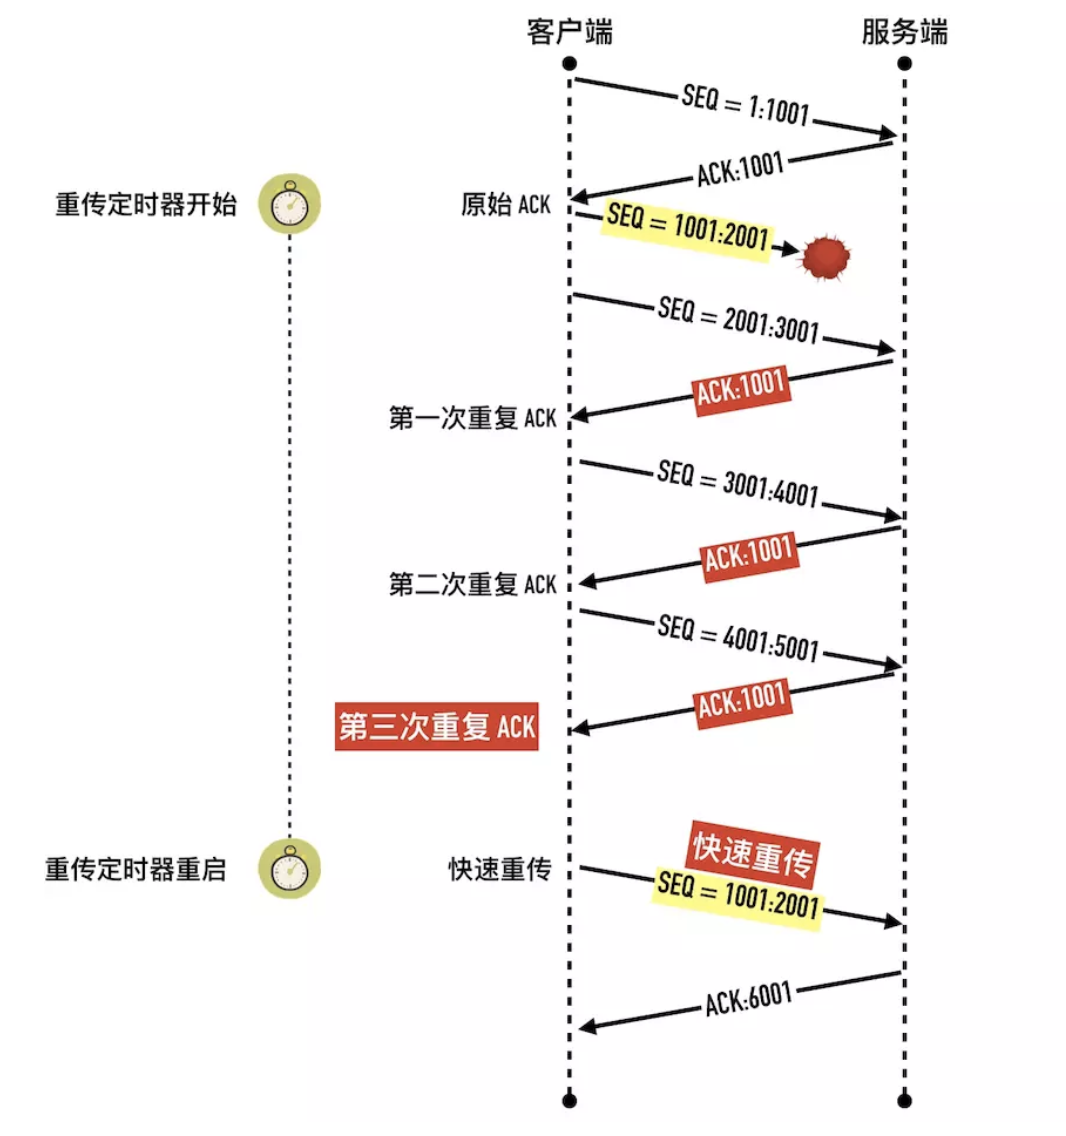 客户端
服务端
SEQ = 1:1001
ACK:1001
重传定时器开始
原始 ACK
SEQ = 1001:2001
SEQ = 2001:3001
ACK:1001
第一次重复 ACK
SEQ = 3001:4001
ACK:1001
第二次重复 ACK
SEQ = 4001:5001
ACK:1001
第三次重复 ACK
重传定时器重启
快速重传
快速重传
SEQ = 1001:2001
ACK:6001